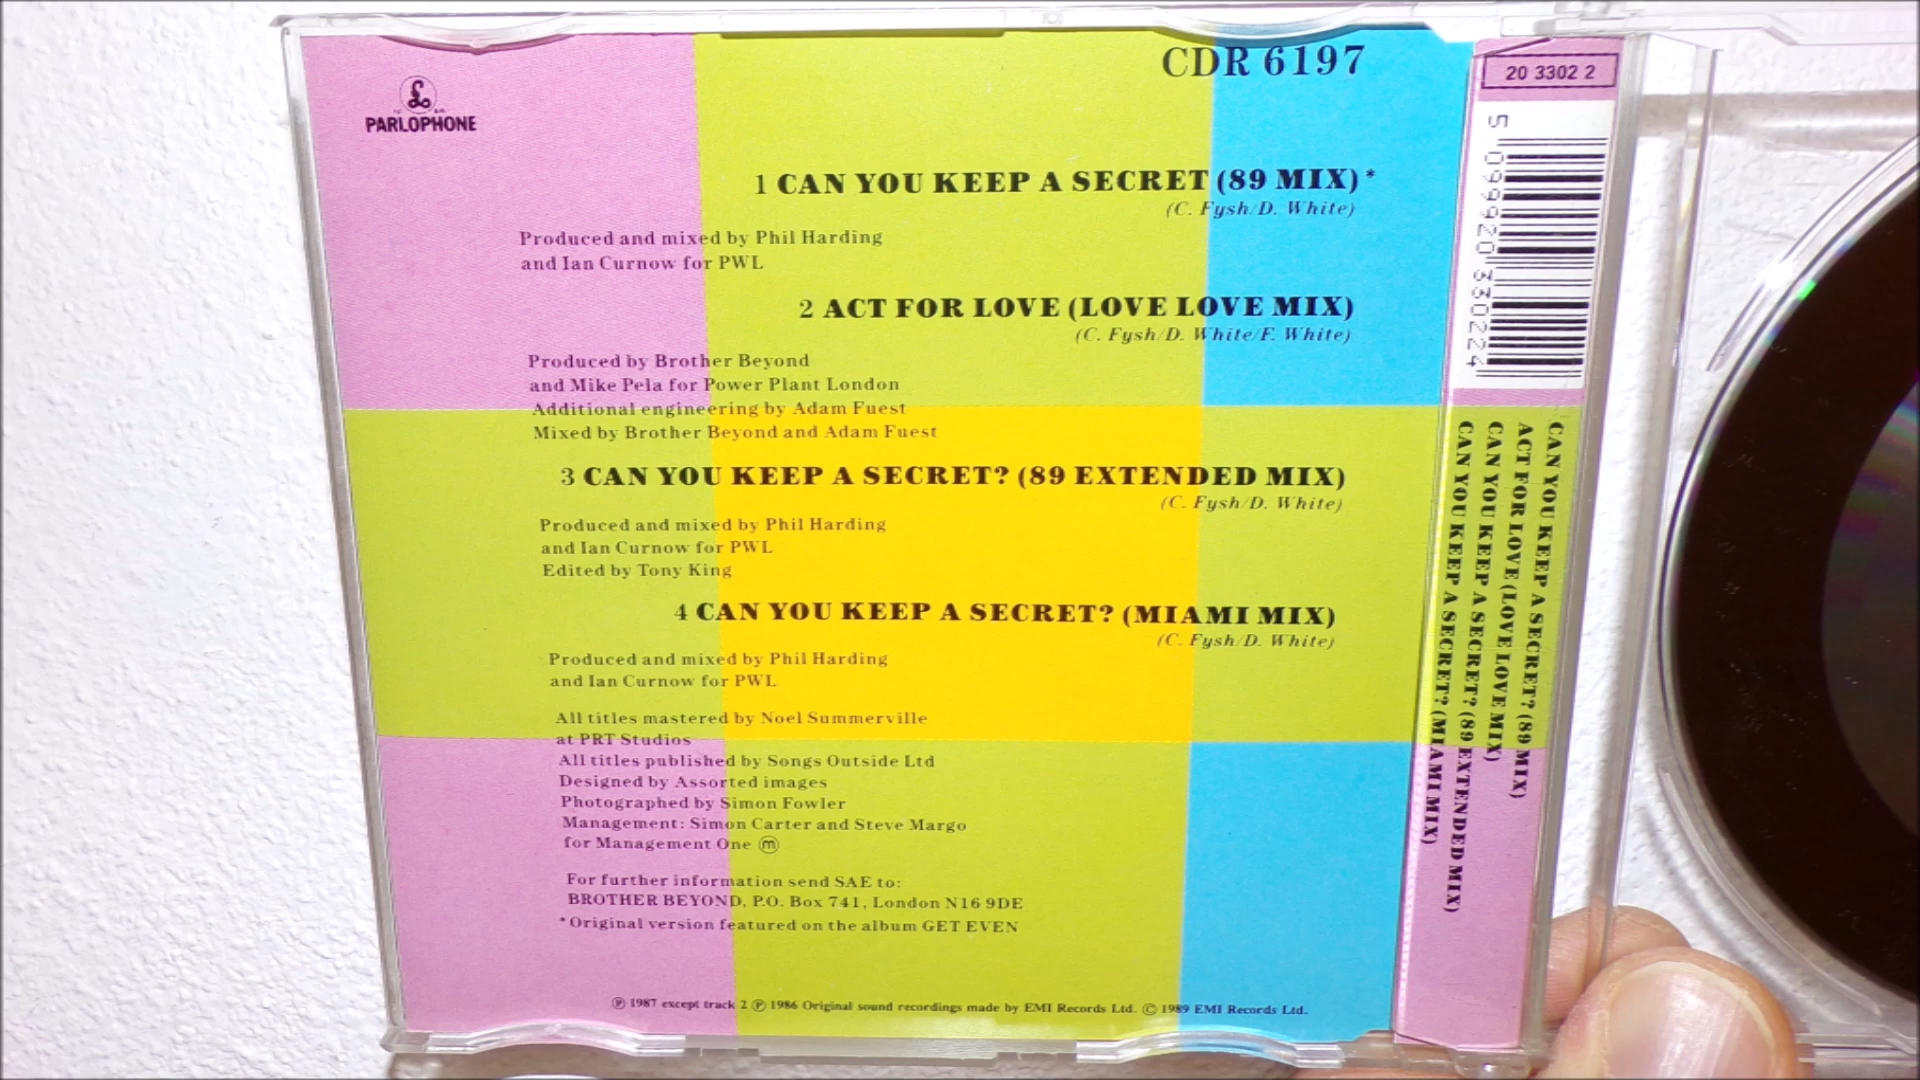 £
PARLOPHONE
CDR 6197
1 CAN YOU KEEP A SECRET (89 MIX)*
(C. Fysh/D. White)
Produced and mixed by Phil Harding
and Ian Curnow for PWL
2 ACT FOR LOVE (LOVE LOVE MIX)
(C. Fysh/D. White/F. White)
Produced by Brother Beyond
and Mike Pela for Power Plant London
Additional engineering by Adam Fuest
Mixed by Brother Beyond and Adam Fuest
3 CAN YOU KEEP A SECRET? (89 EXTENDED MIX)
(C. Fysh/D. White)
Produced and mixed by Phil Harding
and Ian Curnow for PWL
Edited by Tony King
4 CAN YOU KEEP A SECRET? (MIAMI MIX)
(C. Fysh/D. White)
Produced and mixed by Phil Harding
and Ian Curnow for PWL
All titles mastered by Noel Summerville
at PRT Studios
All titles published by Songs Outside Ltd
Designed by Assorted images
Photographed by Simon Fowler
Management: Simon Carter and Steve Margo
for Management One ⓜ
For further information send SAE to:
BROTHER BEYOND, P.O. Box 741, London N16 9DE
*Original version featured on the album GET EVEN
℗ 1987 except track 2 ℗ 1986 Original sound recordings made by EMI Records Ltd. © 1989 EMI Records Ltd.
20 3302 2
5 099920 330224
CAN YOU KEEP A SECRET? (89 MIX)
ACT FOR LOVE (LOVE LOVE MIX)
CAN YOU KEEP A SECRET? (89 EXTENDED MIX)
CAN YOU KEEP A SECRET? (MIAMI MIX)